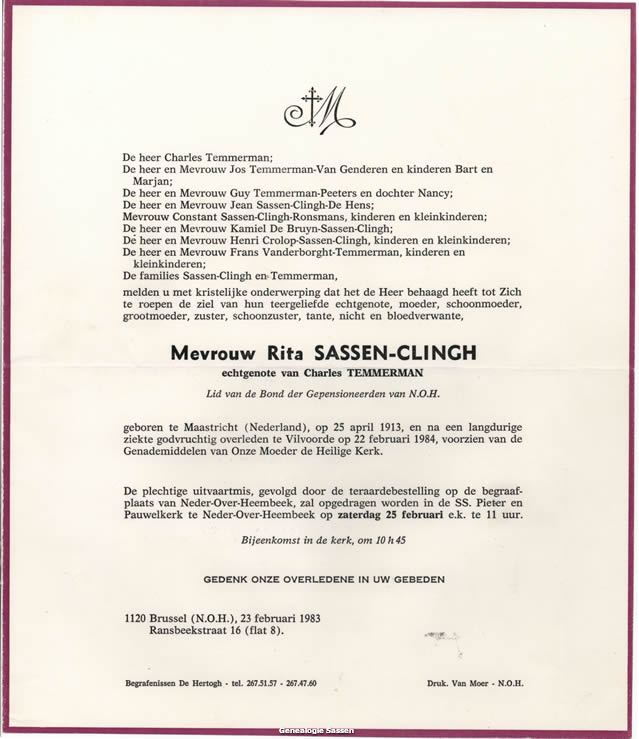 M
De heer Charles Temmerman;
De heer en Mevrouw Jos Temmerman-Van Genderen en kinderen Bart en
Marjan;
De heer en Mevrouw Guy Temmerman-Peeters en dochter Nancy;
De heer en Mevrouw Jean Sassen-Clingh-De Hens;
Mevrouw Constant Sassen-Clingh-Ronsmans, kinderen en kleinkinderen;
De heer en Mevrouw Kamiel De Bruyn-Sassen-Clingh;
De heer en Mevrouw Henri Crolop-Sassen-Clingh, kinderen en kleinkinderen;
De heer en Mevrouw Frans Vanderborght-Temmerman, kinderen en
kleinkinderen;
De families Sassen-Clingh en Temmerman,
melden u met kristelijke onderwerping dat het de Heer behaagd heeft tot Zich
te roepen de ziel van hun teergeliefde echtgenote, moeder, schoonmoeder,
grootmoeder, zuster, schoonzuster, tante, nicht en bloedverwante,
Mevrouw Rita SASSEN-CLINGH
echtgenote van Charles TEMMERMAN
Lid van de Bond der Gepensioneerden van N.O.H.
geboren te Maastricht (Nederland), op 25 april 1913, en na een langdurige
ziekte godvruchtig overleden te Vilvoorde op 22 februari 1984, voorzien van de
Genademiddelen van Onze Moeder de Heilige Kerk.
De plechtige uitvaartmis, gevolgd door de teraardebestelling op de begraaf-
plaats van Neder-Over-Heembeek, zal opgedragen worden in de SS. Pieter en
Pauwelkerk te Neder-Over-Heembeek op zaterdag 25 februari e.k. te 11 uur.
Bijeenkomst in de kerk, om 10 h 45
GEDENK ONZE OVERLEDENE IN UW GEBEDEN
1120 Brussel (N.O.H.), 23 februari 1983
Ransbeekstraat 16 (flat 8).
Begrafenissen De Hertogh - tel. 267.51.57 - 267.47.60
Druk. Van Moer - N.O.H.
Genealogie Sassen